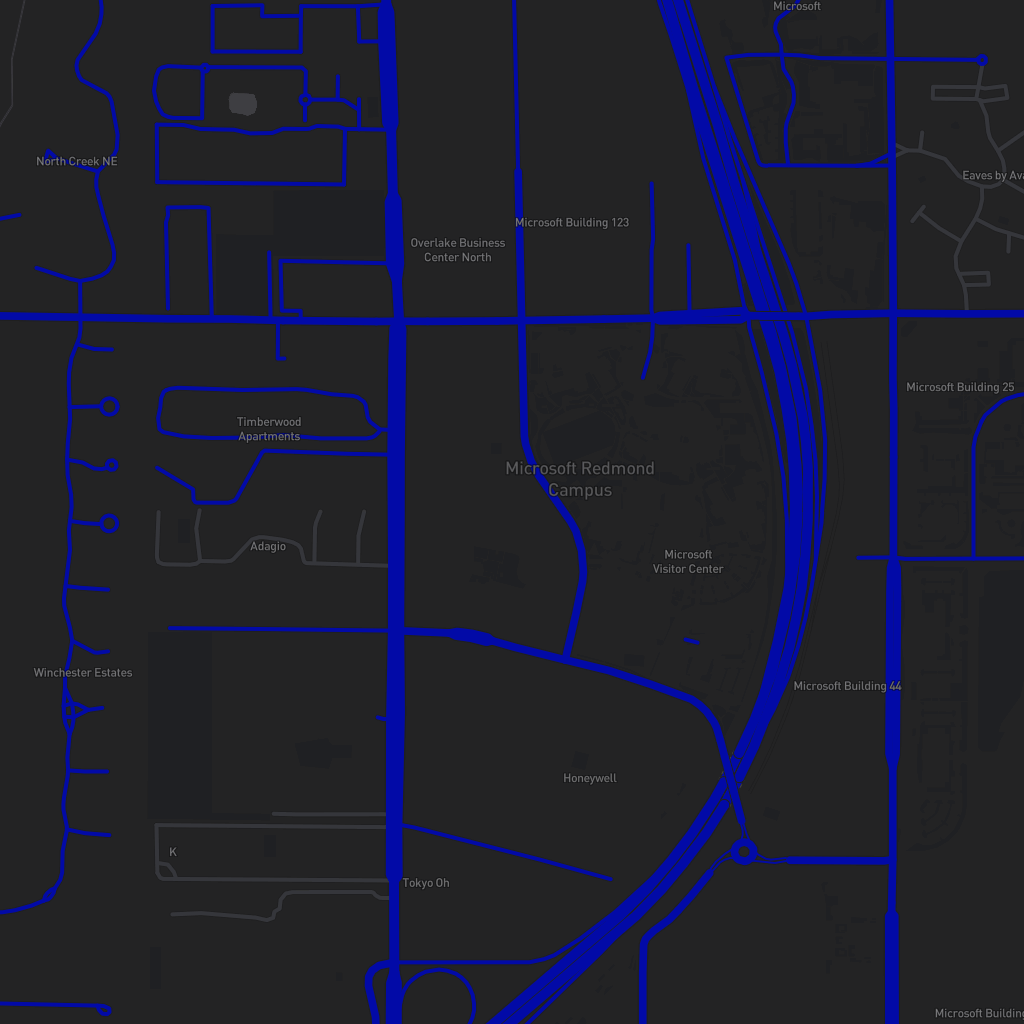 Microsoft
North Creek NE
Eaves by Ava
Microsoft Building 123
Overlake Business
Center North
Microsoft Building 25
Timberwood
Apartments
Microsoft Redmond
Campus
Adagio
Microsoft
Visitor Center
Winchester Estates
Microsoft Building 44
Honeywell
K
Tokyo Oh
Microsoft Building